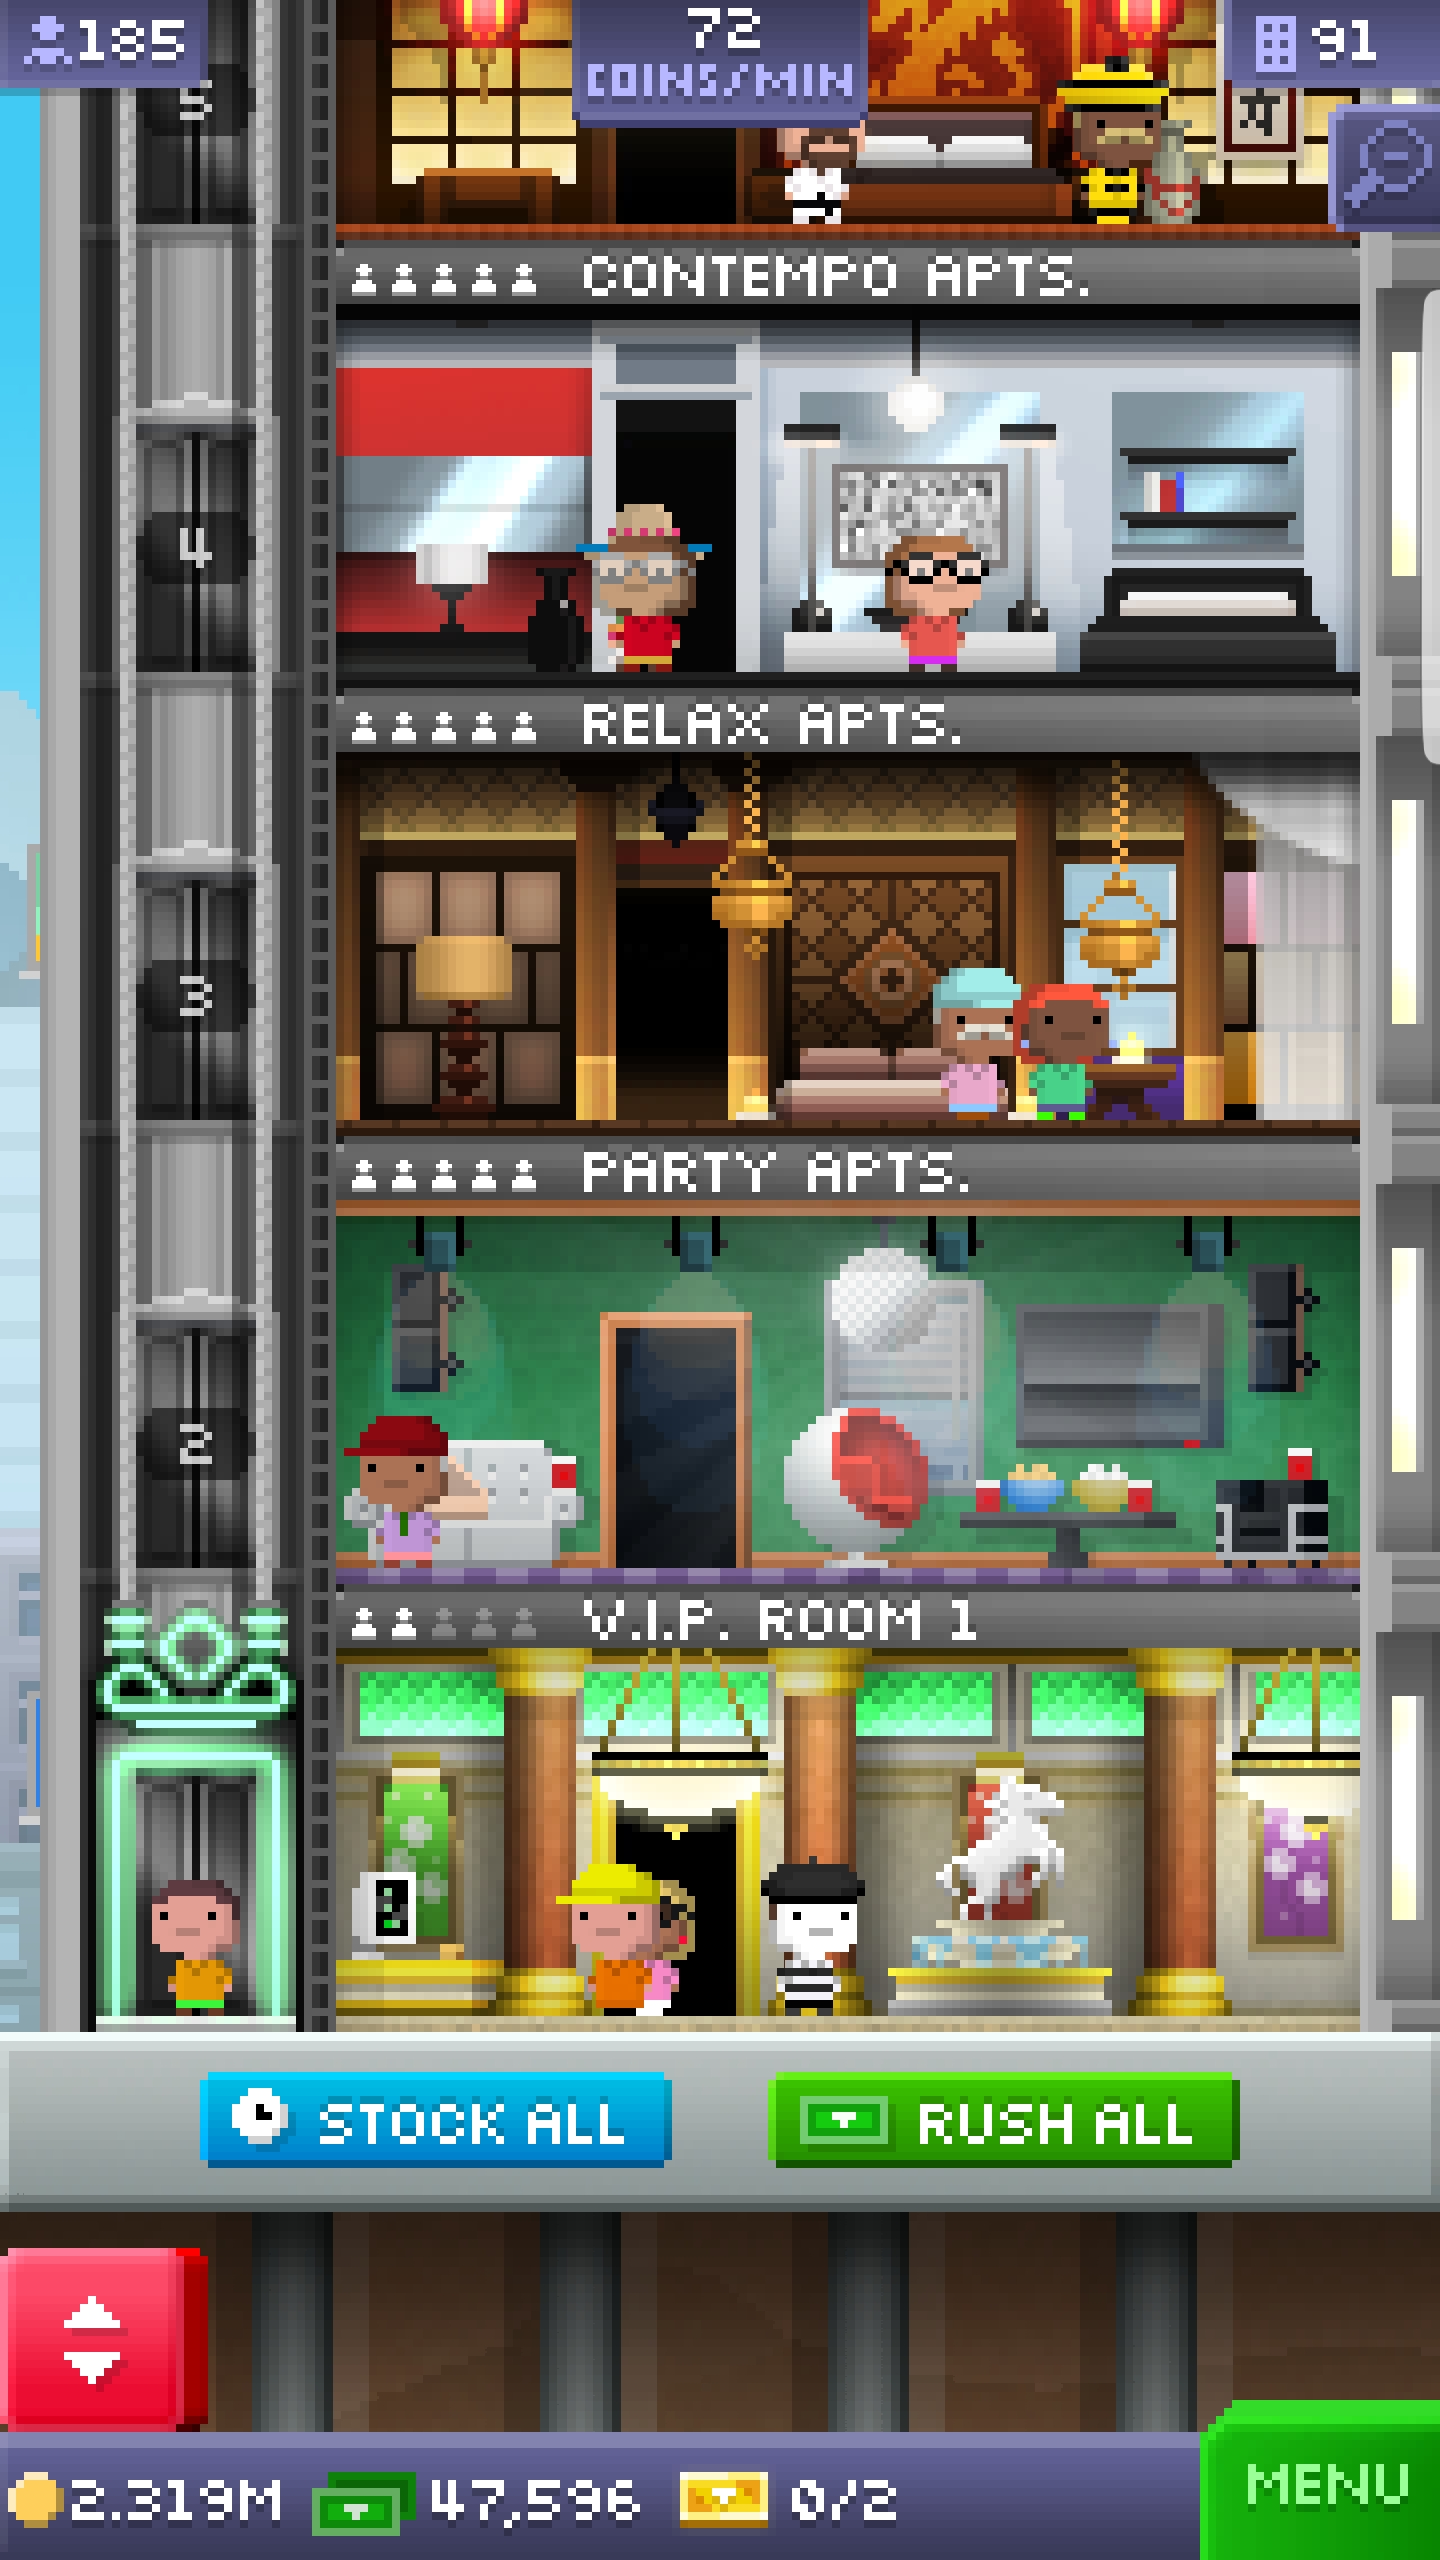 185
72
COINS/MIN
91
5
CONTEMPO APTS.
4
RELAX APTS.
3
PARTY APTS.
2
V.I.P. ROOM 1
STOCK ALL
RUSH ALL
2.319M
47,596
0/2
MENU